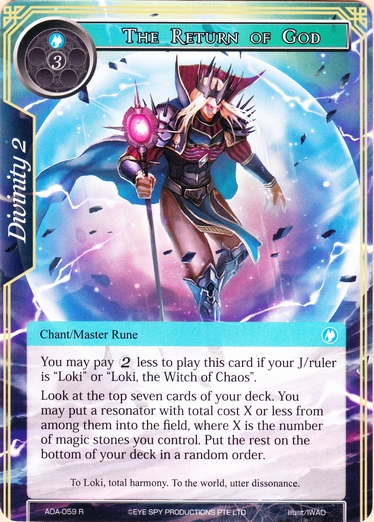 The Return of God
3
Divinity 2
Chant/Master Rune
You may pay 2 less to play this card if your J/ruler
is “Loki” or “Loki, the Witch of Chaos”.
Look at the top seven cards of your deck. You
may put a resonator with total cost X or less from
among them into the field, where X is the number
of magic stones you control. Put the rest on the
bottom of your deck in a random order.
To Loki, total harmony. To the world, utter dissonance.
AOA-059 R ©EYE SPY PRODUCTIONS PTE LTD Illust/IWAO